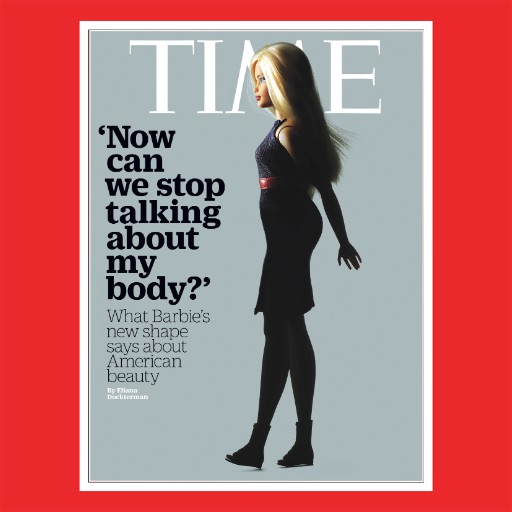 TIME
‘Now
can
we stop
talking
about
my
body?’
What Barbie's
new shape
says about
American
beauty
By Eliana
Dockterman